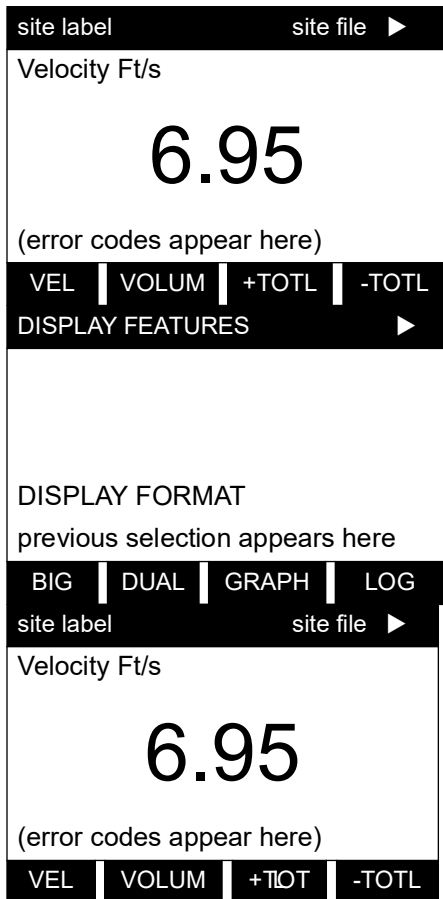 site label site file ▶
Velocity Ft/s
6.95
(error codes appear here)
VEL VOLUM +TOTL -TOTL
DISPLAY FEATURES ▶
DISPLAY FORMAT
previous selection appears here
BIG DUAL GRAPH LOG
site label site file ▶
Velocity Ft/s
6.95
(error codes appear here)
VEL VOLUM -TOTL